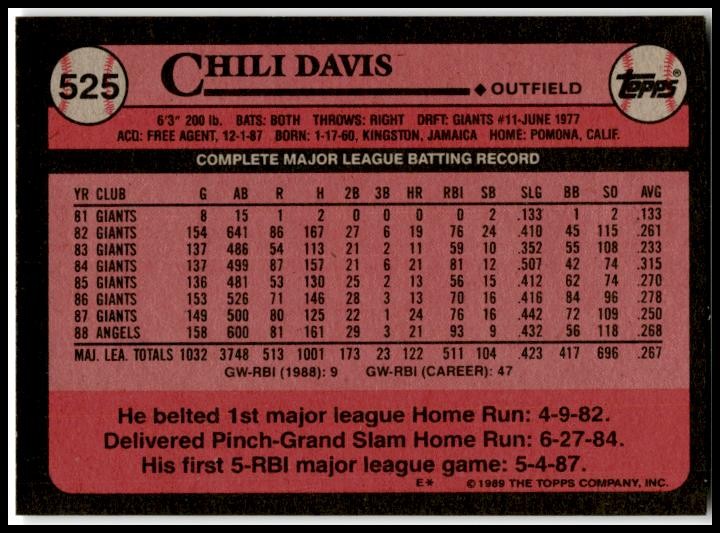 525
CHILI DAVIS
◆ OUTFIELD
topps®
6'3" 200 lb. BATS: BOTH THROWS: RIGHT DRFT: GIANTS #11-JUNE 1977
ACQ: FREE AGENT, 12-1-87 BORN: 1-17-60, KINGSTON, JAMAICA HOME: POMONA, CALIF.
COMPLETE MAJOR LEAGUE BATTING RECORD
YR CLUB G AB R H 2B 3B HR RBI SB SLG BB SO AVG
81 GIANTS 8 15 1 2 0 0 0 0 2 .133 1 2 .133
82 GIANTS 154 641 86 167 27 6 19 76 24 .410 45 115 .261
83 GIANTS 137 486 54 113 21 2 11 59 10 .352 55 108 .233
84 GIANTS 137 499 87 157 21 6 21 81 12 .507 42 74 .315
85 GIANTS 136 481 53 130 25 2 13 56 15 .412 62 74 .270
86 GIANTS 153 526 71 146 28 3 13 70 16 .416 84 96 .278
87 GIANTS 149 500 80 125 22 1 24 76 16 .442 72 109 .250
88 ANGELS 158 600 81 161 29 3 21 93 9 .432 56 118 .268
MAJ. LEA. TOTALS 1032 3748 513 1001 173 23 122 511 104 .423 417 696 .267
GW-RBI (1988): 9 GW-RBI (CAREER): 47
He belted 1st major league Home Run: 4-9-82.
Delivered Pinch-Grand Slam Home Run: 6-27-84.
His first 5-RBI major league game: 5-4-87.
E* © 1989 THE TOPPS COMPANY, INC.